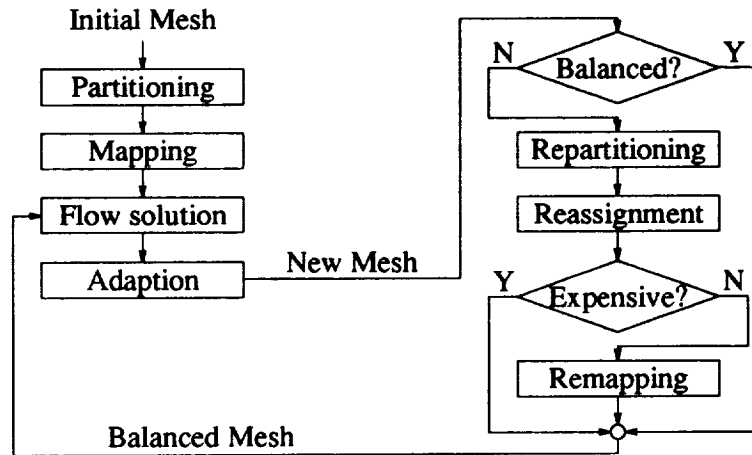 Initial Mesh
Partitioning
Mapping
Flow solution
Adaption
New Mesh
N
Balanced?
Y
Repartitioning
Reassignment
Y
Expensive?
N
Remapping
Balanced Mesh